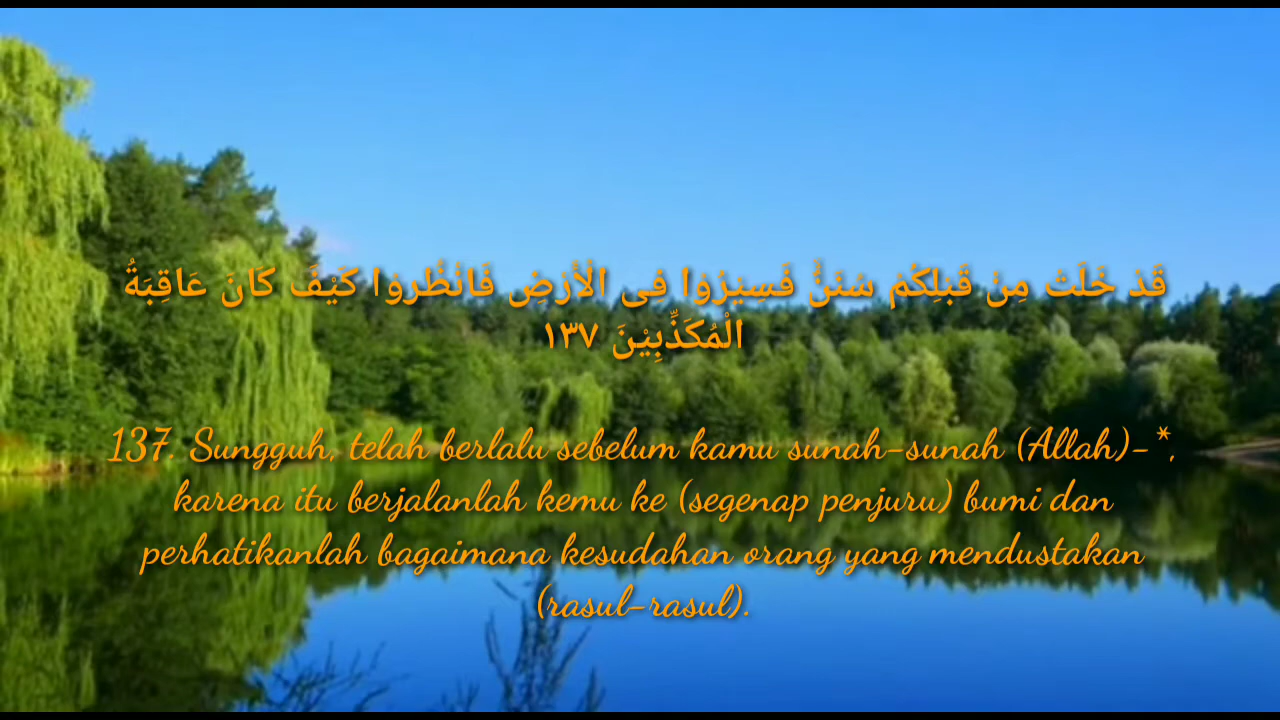 قَدْ خَلَتْ مِنْ قَبْلِكُمْ سُنَنٌۙ فَسِيْرُوْا فِى الْاَرْضِ فَانْظُرُوْا كَيْفَ كَانَ عَاقِبَةُ
الْمُكَذِّبِيْنَ ١٣٧
137. Sungguh, telah berlalu sebelum kamu sunah-sunah (Allah)-*,
karena itu berjalanlah kemu ke (segenap penjuru) bumi dan
perhatikanlah bagaimana kesudahan orang yang mendustakan
(rasul-rasul).